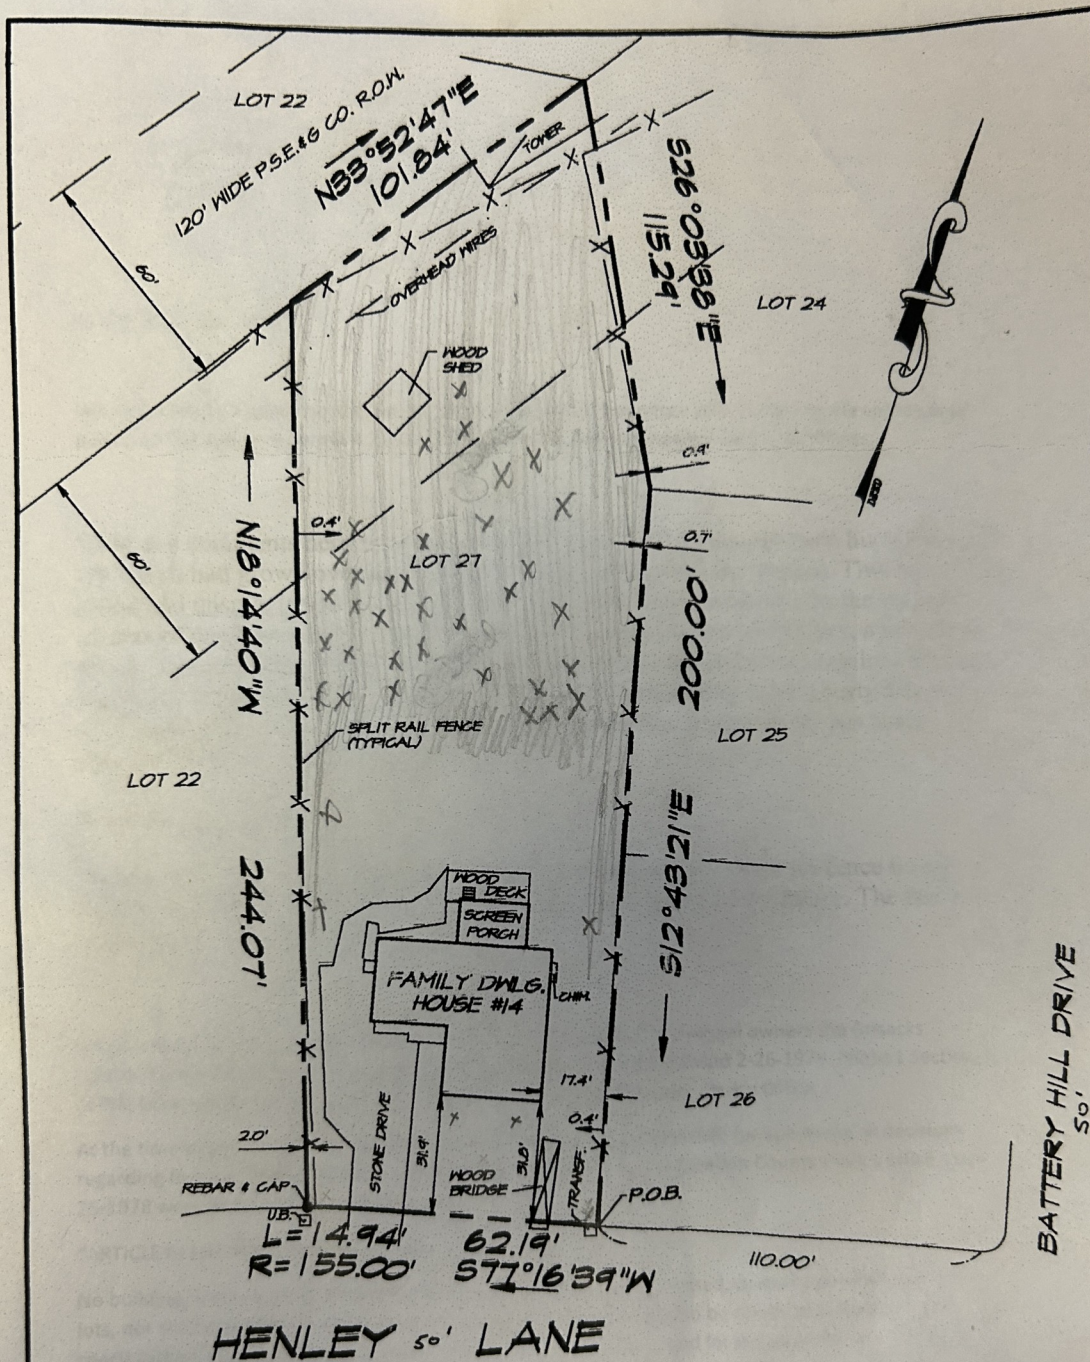 LOT 22
120' WIDE P.S.E.&G CO. R.O.W.
N33°52'47"E
101.84'
TOWER
S26°03'38"E
115.29'
60'
OVERHEAD WIRES
LOT 24
WOOD
SHED
0.9'
DEED
60'
0.4'
LOT 27
0.7'
N18°14'40"W
200.00'
SPLIT RAIL FENCE
(TYPICAL)
LOT 25
LOT 22
S12°43'21"E
244.07'
WOOD
DECK
SCREEN
PORCH
FAMILY DWLG.
HOUSE #14
CHIM.
BATTERY HILL DRIVE
50'
17.4'
LOT 26
0.4'
2.0'
STONE DRIVE
31.9'
31.8'
WOOD
BRIDGE
TRANSF.
REBAR & CAP
P.O.B.
U.B.
L=14.94'
62.19'
R=155.00'
S77°16'39"W
110.00'
HENLEY 50' LANE